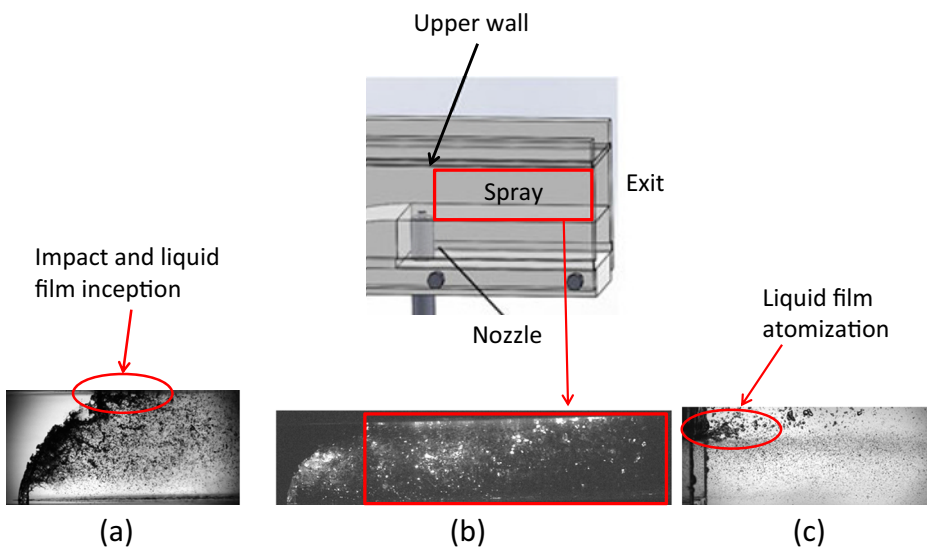 Upper wall
Spray
Exit
Impact and liquid
film inception
Nozzle
Liquid film
atomization
(a)
(b)
(c)